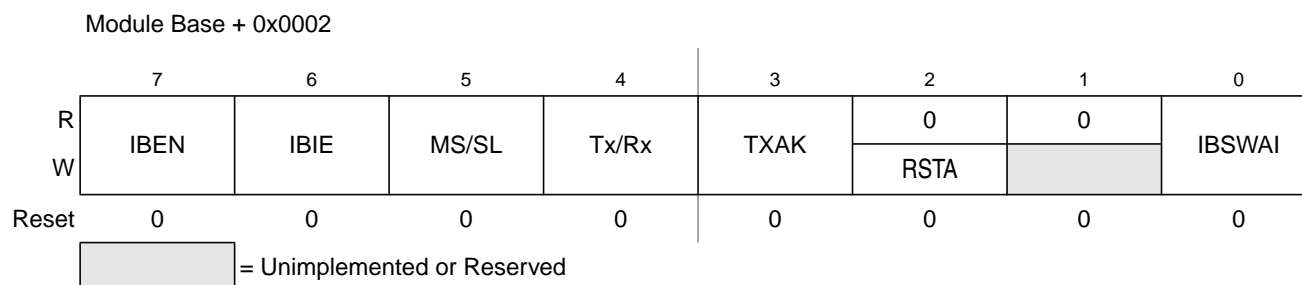 Module Base + 0x0002
7 6 5 4 3 2 1 0
R IBEN IBIE MS/SL Tx/Rx TXAK 0 0 IBSWAI
W RSTA
Reset 0 0 0 0 0 0 0 0
= Unimplemented or Reserved